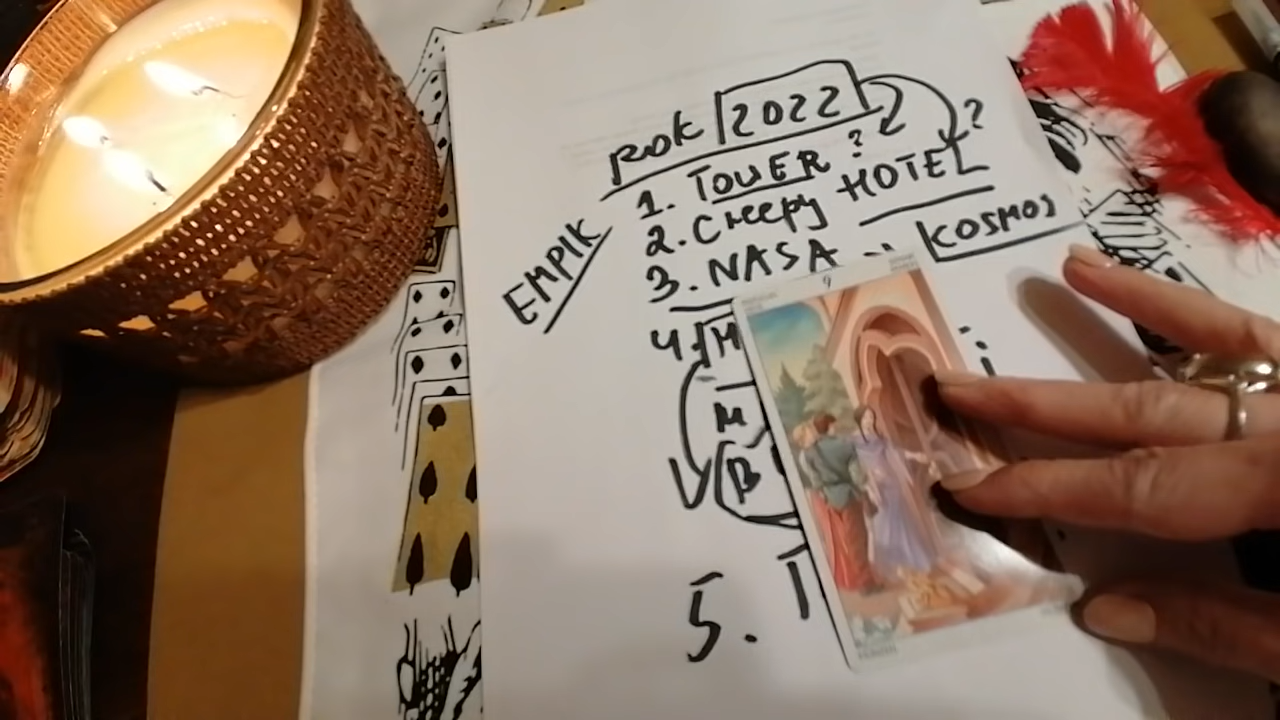 ROK 2022
1. TOWER ?
2. Creepy HOTEL ?
EMPIK
3. NASA KOSMOS
4
5.